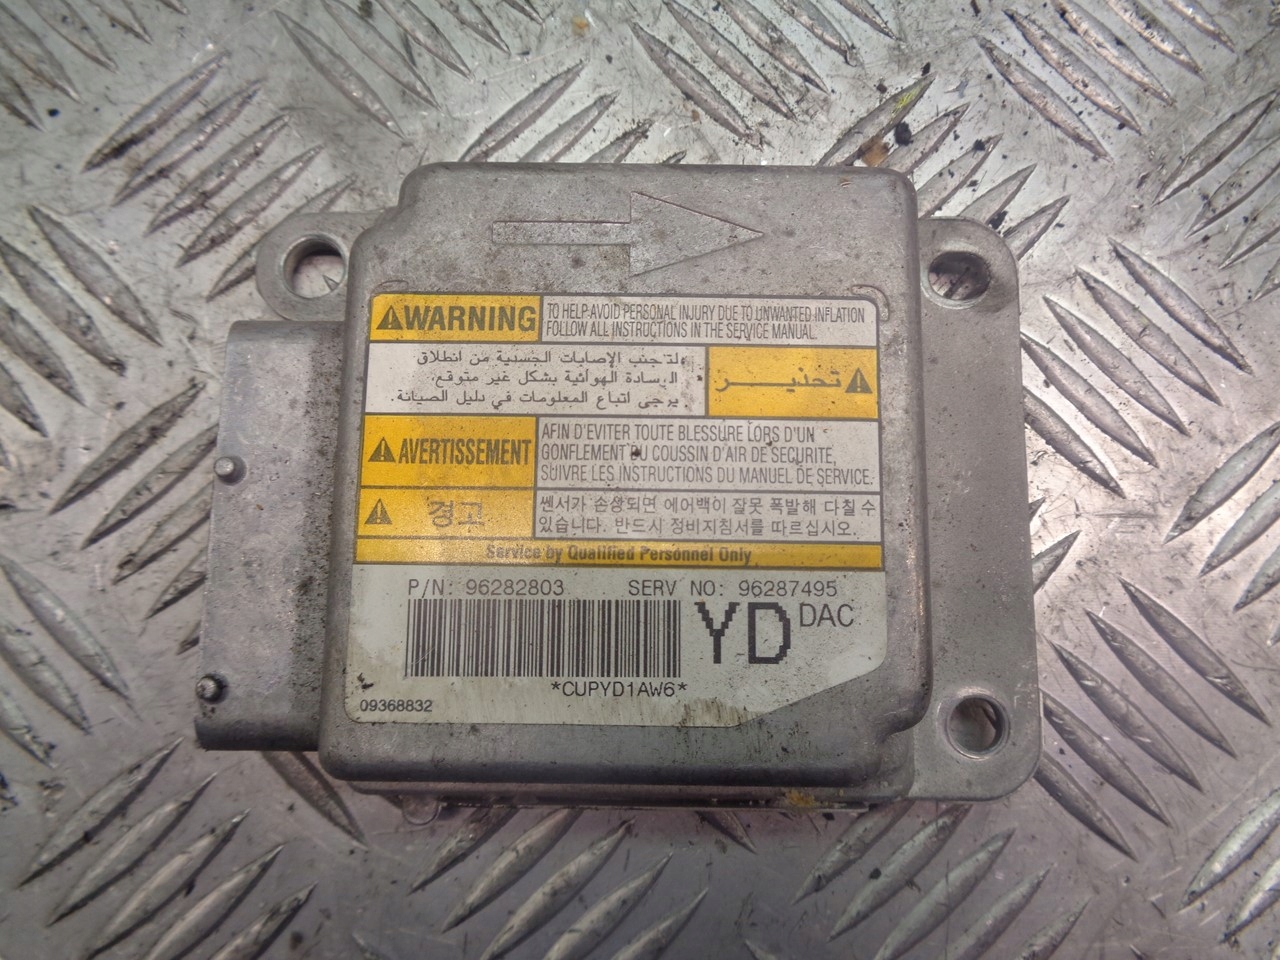 WARNING
TO HELP AVOID PERSONAL INJURY DUE TO UNWANTED INFLATION
FOLLOW ALL INSTRUCTIONS IN THE SERVICE MANUAL.
تحذير
لتجنب الإصابات الجسدية من انطلاق
الوسادة الهوائية بشكل غير متوقع،
يرجى اتباع المعلومات في دليل الصيانة.
AVERTISSEMENT
AFIN D'EVITER TOUTE BLESSURE LORS D'UN
GONFLEMENT DU COUSSIN D'AIR DE SECURITE,
SUIVRE LES INSTRUCTIONS DU MANUEL DE SERVICE.
경고
쎈서가 손상되면 에어백이 잘못 폭발해 다칠 수
있습니다. 반드시 정비지침서를 따르십시오.
Service by Qualified Personnel Only
P/N: 96282803 SERV NO: 96287495
YD DAC
*CUPYD1AW6*
09368832